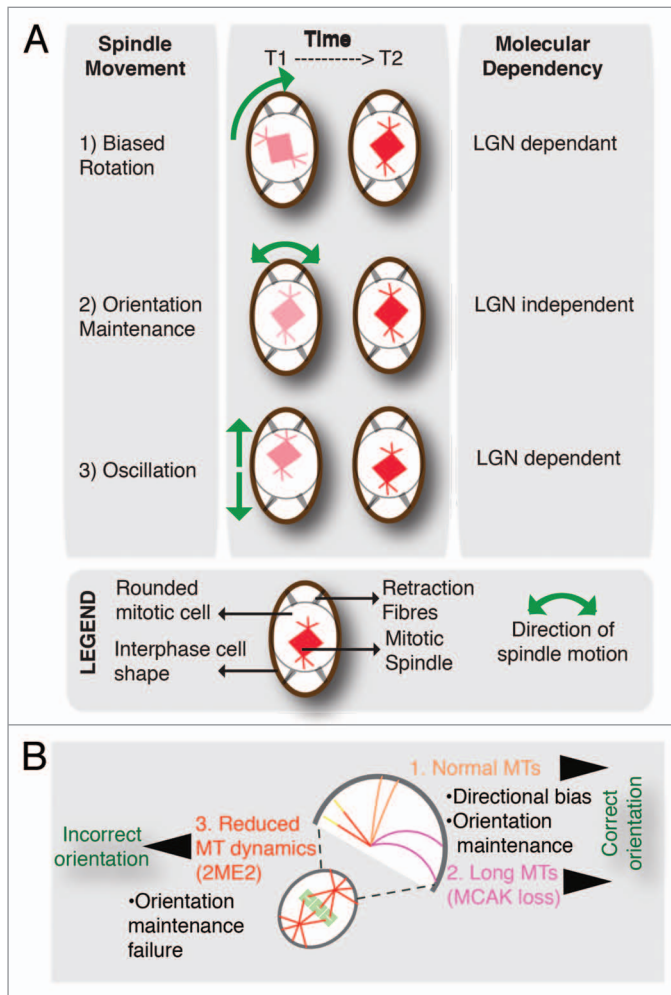 A
Spindle
Movement
Time
T1 ----------> T2
Molecular
Dependency
1) Biased
Rotation
LGN dependant
2) Orientation
Maintenance
LGN independent
3) Oscillation
LGN dependent
LEGEND
Rounded
mitotic cell
Interphase cell
shape
Retraction
Fibres
Mitotic
Spindle
Direction of
spindle motion
B
1. Normal MTs
•Directional bias
•Orientation
maintenance
Correct
orientation
2. Long MTs
(MCAK loss)
3. Reduced
MT dynamics
(2ME2)
Incorrect
orientation
•Orientation
maintenance
failure